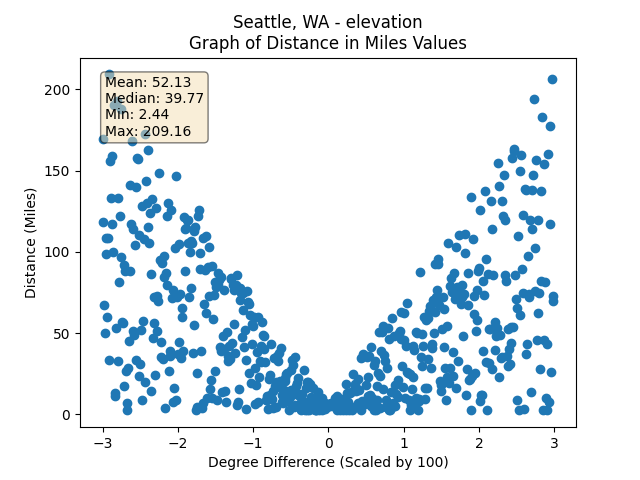 Seattle, WA - elevation
Graph of Distance in Miles Values
Mean: 52.13
Median: 39.77
Min: 2.44
Max: 209.16
200
150
100
50
0
Distance (Miles)
−3 −2 −1 0 1 2 3
Degree Difference (Scaled by 100)